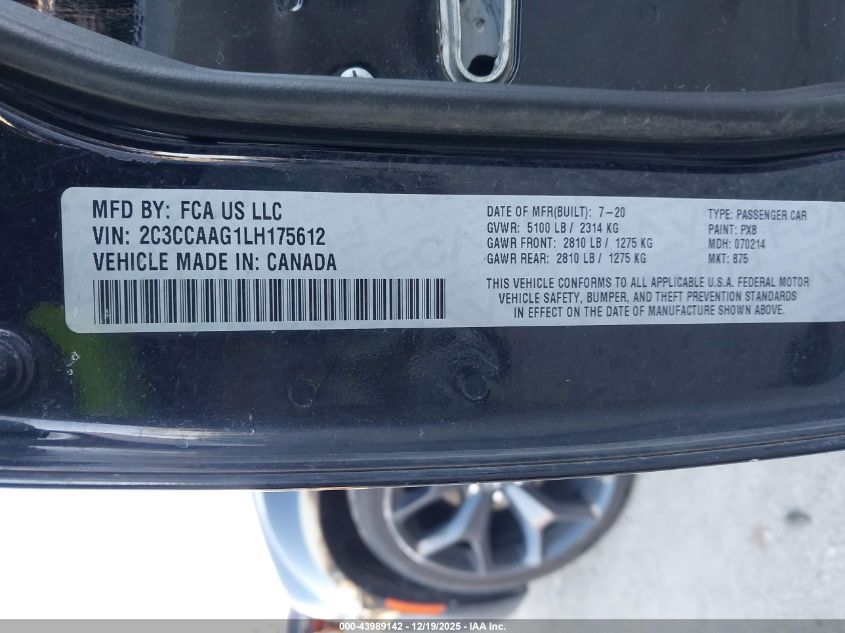 MFD BY: FCA US LLC
VIN: 2C3CCAAG1LH175612
VEHICLE MADE IN: CANADA
DATE OF MFR(BUILT): 7-20
GVWR: 5100 LB / 2314 KG
GAWR FRONT: 2810 LB / 1275 KG
GAWR REAR: 2810 LB / 1275 KG
TYPE: PASSENGER CAR
PAINT: PX8
MDH: 070214
MKT: 875
THIS VEHICLE CONFORMS TO ALL APPLICABLE U.S.A. FEDERAL MOTOR
VEHICLE SAFETY, BUMPER, AND THEFT PREVENTION STANDARDS
IN EFFECT ON THE DATE OF MANUFACTURE SHOWN ABOVE.
000-43989142 - 12/19/2025 - IAA, Inc.